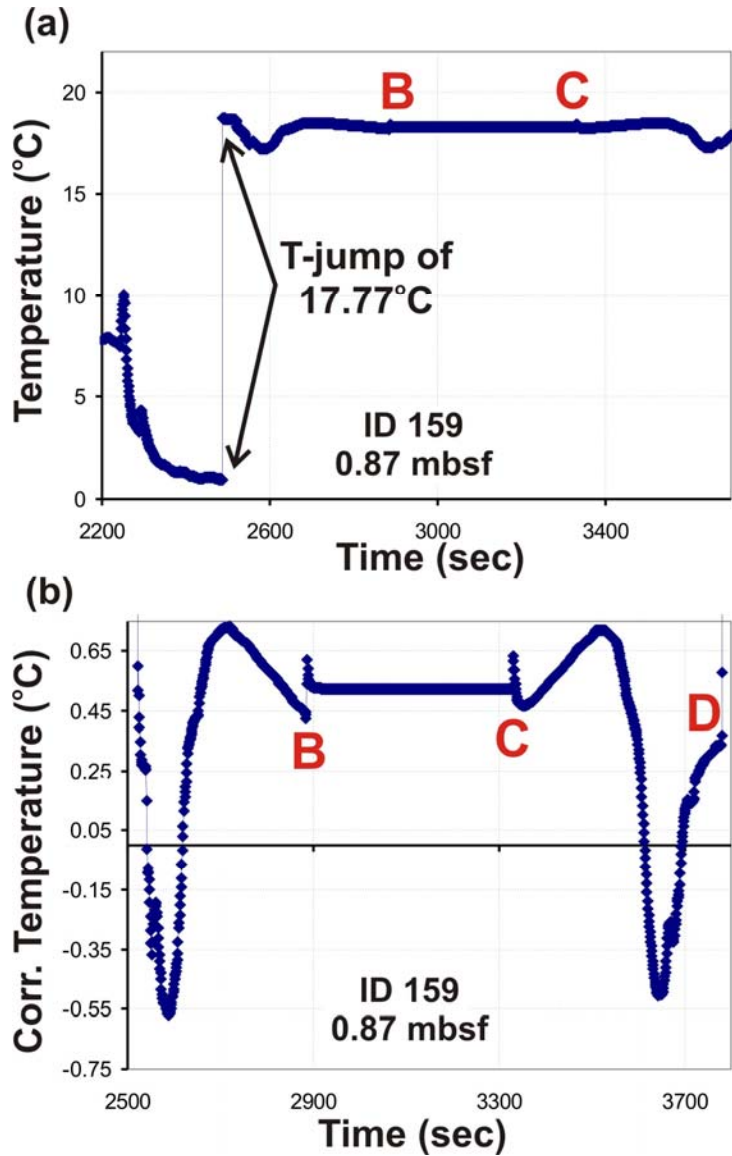 (a)
Temperature (°C)
20
15
10
5
0
B
C
T-jump of
17.77°C
ID 159
0.87 mbsf
2200
2600
3000
3400
Time (sec)
(b)
Corr. Temperature (°C)
0.65
0.45
0.25
0.05
-0.15
-0.35
-0.55
-0.75
B
C
D
ID 159
0.87 mbsf
2500
2900
3300
3700
Time (sec)